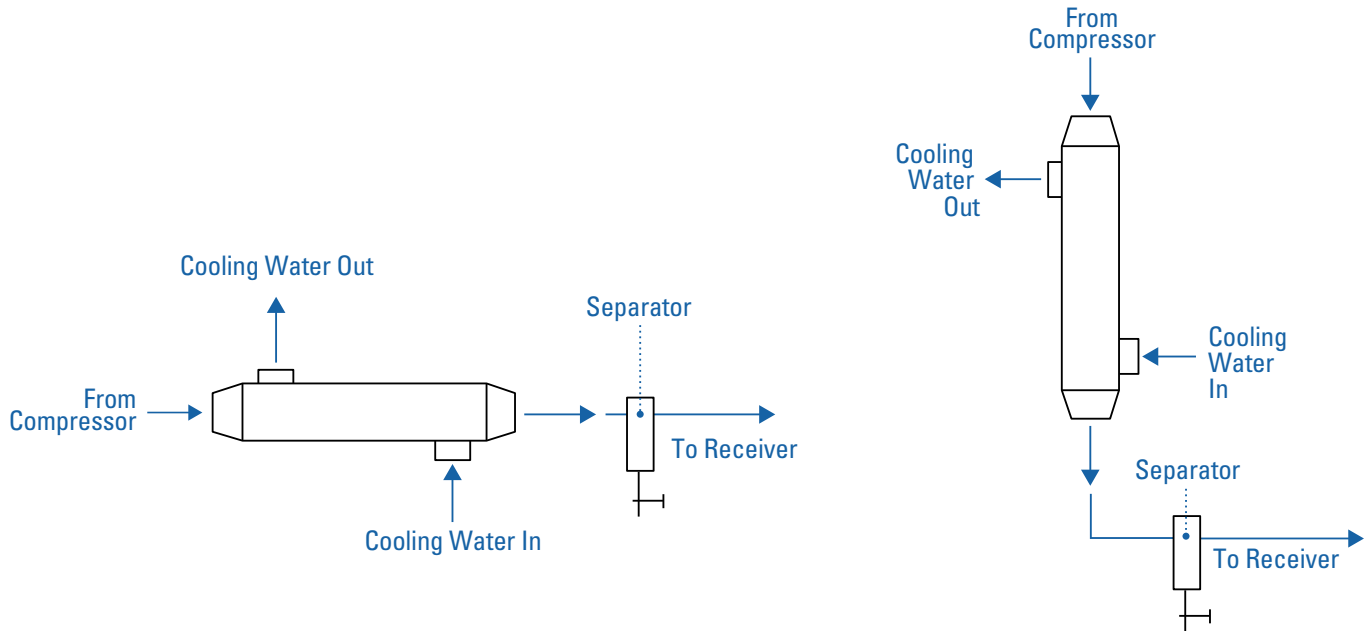 Cooling Water Out
Separator
From
Compressor
To Receiver
Cooling Water In
From
Compressor
Cooling
Water
Out
Cooling
Water
In
Separator
To Receiver